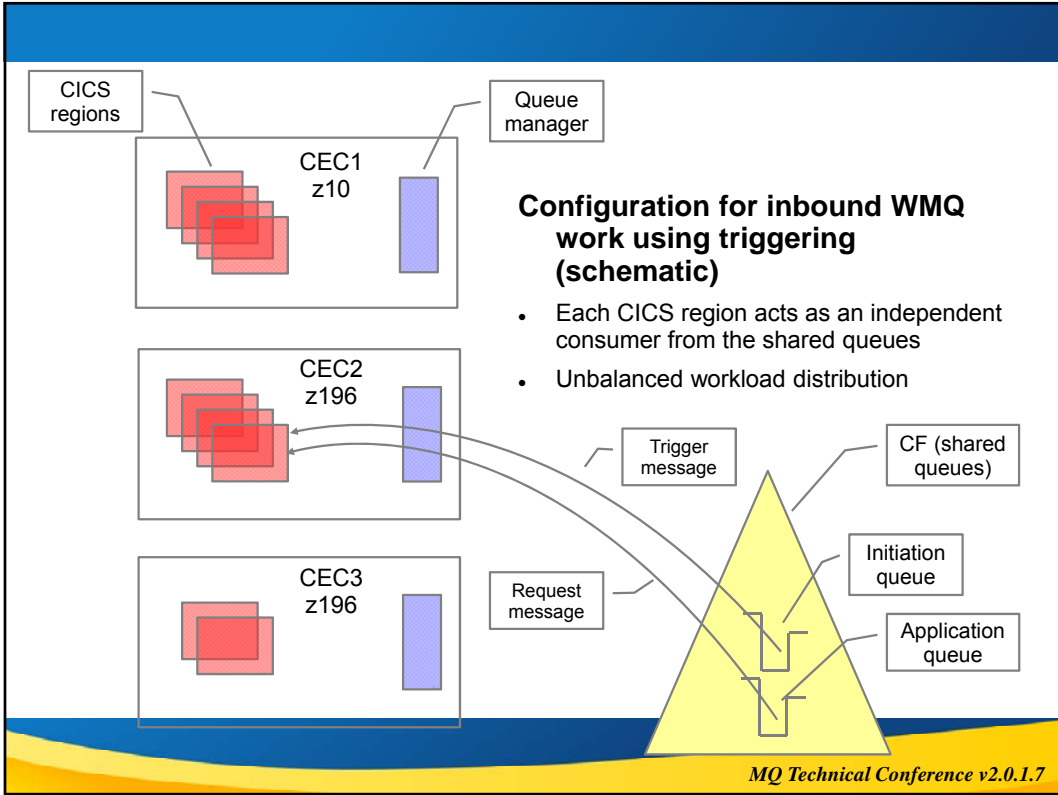 CICS
regions
Queue
manager
CEC1
z10
Configuration for inbound WMQ
work using triggering
(schematic)
• Each CICS region acts as an independent
consumer from the shared queues
• Unbalanced workload distribution
CEC2
z196
Trigger
message
CF (shared
queues)
Initiation
queue
CEC3
z196
Request
message
Application
queue
MQ Technical Conference v2.0.1.7